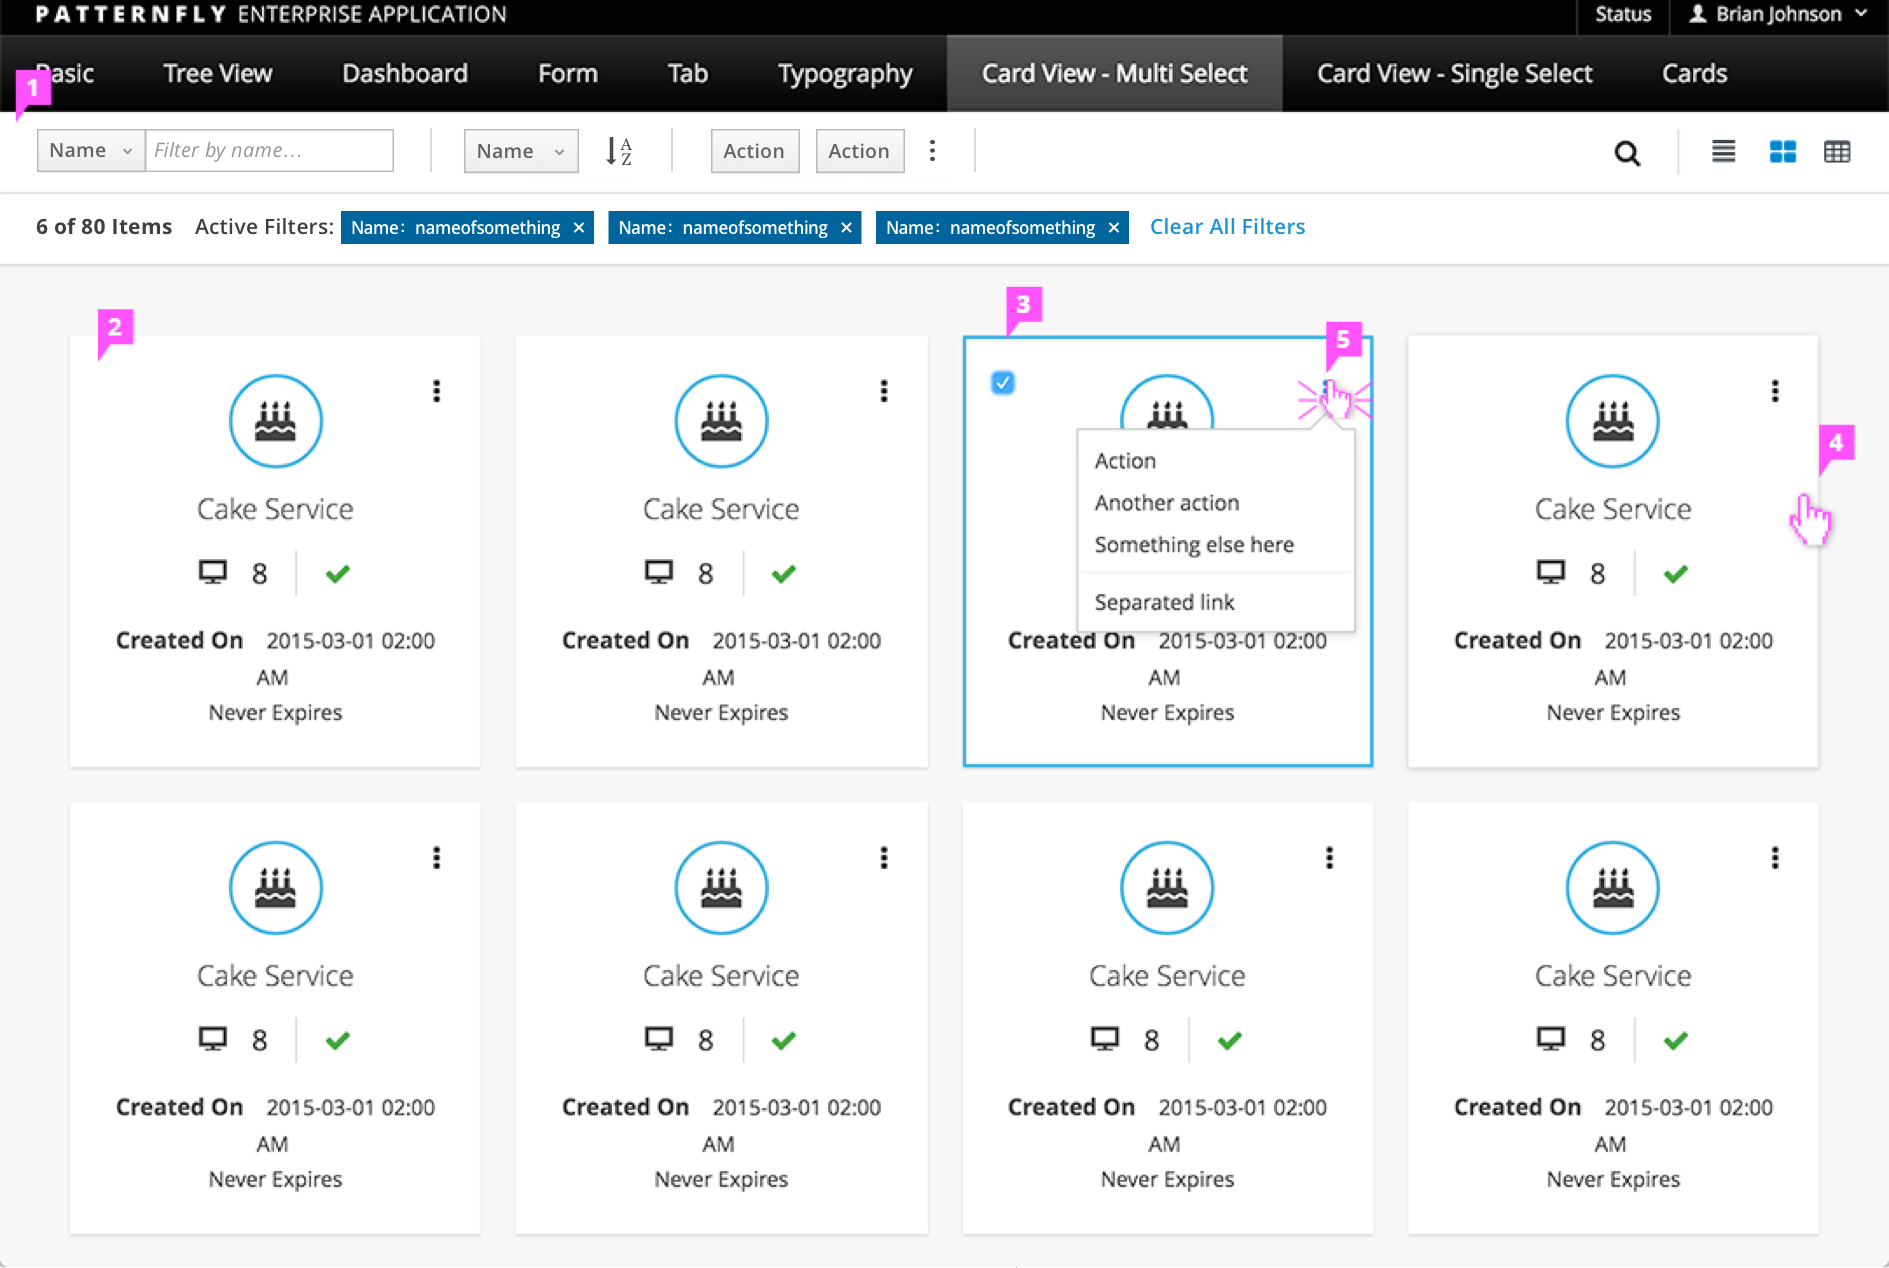 PATTERNFLY ENTERPRISE APPLICATION Status Brian Johnson
Basic Tree View Dashboard Form Tab Typography Card View - Multi Select Card View - Single Select Cards
1
Name Filter by name... Name A Z Action Action
6 of 80 Items Active Filters: Name: nameofsomething × Name: nameofsomething × Name: nameofsomething × Clear All Filters
2 3 5 4
Cake Service
8
Created On 2015-03-01 02:00
AM
Never Expires
Cake Service
8
Created On 2015-03-01 02:00
AM
Never Expires
Action
Another action
Something else here
Separated link
Created On 2015-03-01 02:00
AM
Never Expires
Cake Service
8
Created On 2015-03-01 02:00
AM
Never Expires
Cake Service
8
Created On 2015-03-01 02:00
AM
Never Expires
Cake Service
8
Created On 2015-03-01 02:00
AM
Never Expires
Cake Service
8
Created On 2015-03-01 02:00
AM
Never Expires
Cake Service
8
Created On 2015-03-01 02:00
AM
Never Expires